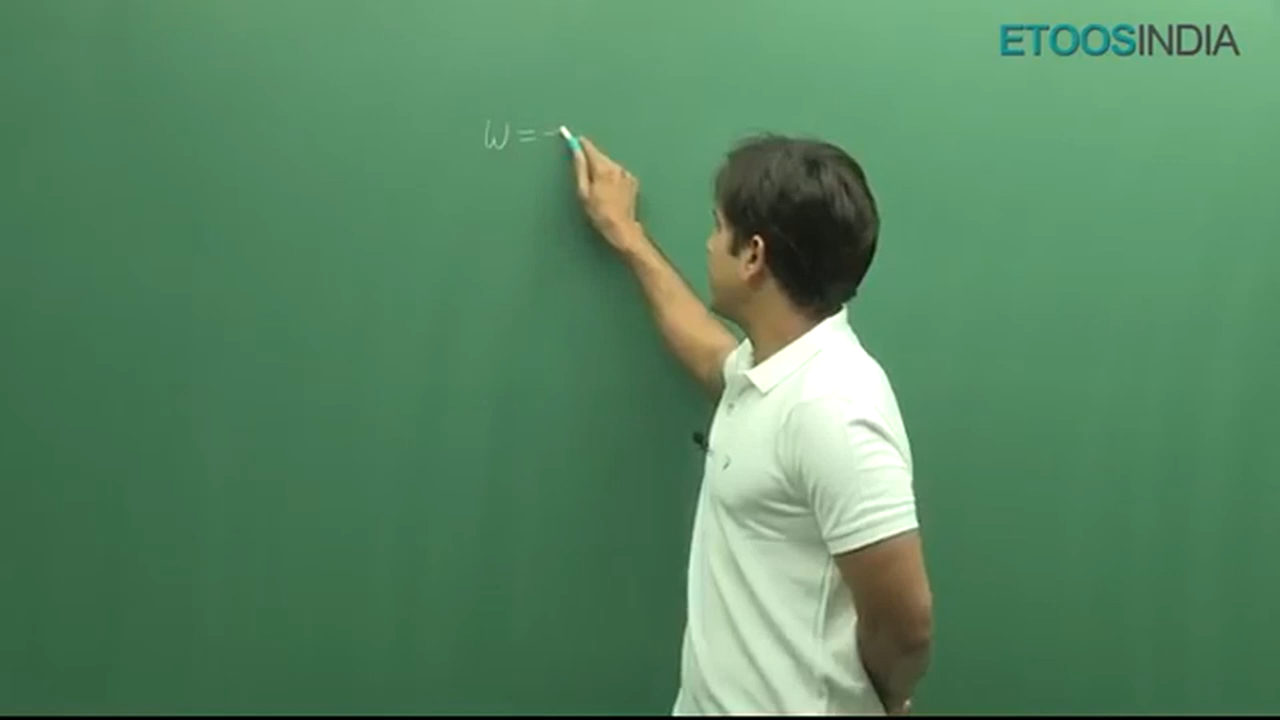 ETOOSINDIA
W = -